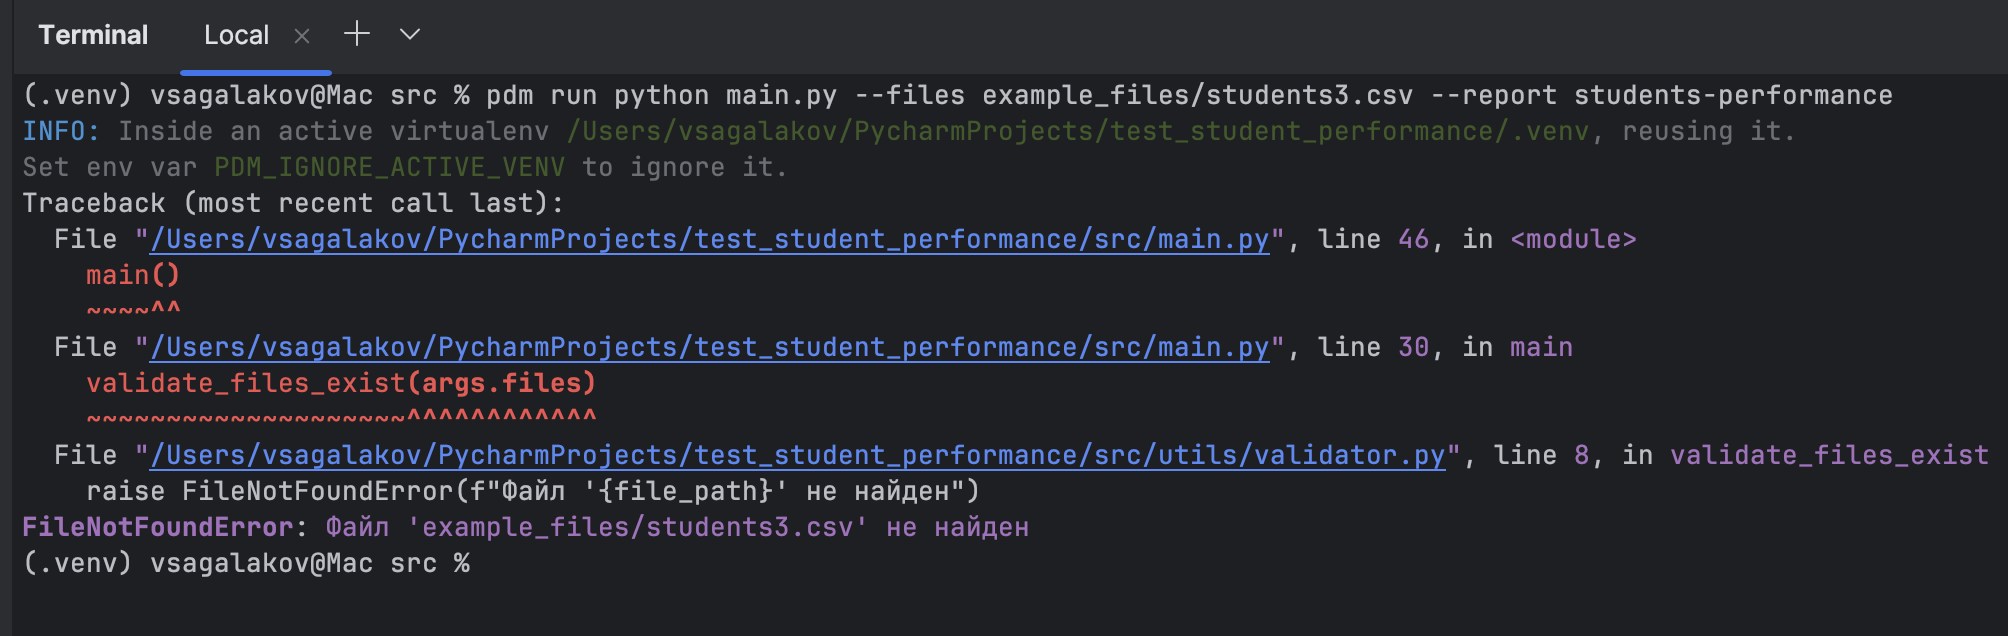 Terminal Local × + ⌄
(.venv) vsagalakov@Mac src % pdm run python main.py --files example_files/students3.csv --report students-performance
INFO: Inside an active virtualenv /Users/vsagalakov/PycharmProjects/test_student_performance/.venv, reusing it.
Set env var PDM_IGNORE_ACTIVE_VENV to ignore it.
Traceback (most recent call last):
  File "/Users/vsagalakov/PycharmProjects/test_student_performance/src/main.py", line 46, in <module>
    main()
    ~~~~^^
  File "/Users/vsagalakov/PycharmProjects/test_student_performance/src/main.py", line 30, in main
    validate_files_exist(args.files)
    ~~~~~~~~~~~~~~~~~~~~^^^^^^^^^^^^
  File "/Users/vsagalakov/PycharmProjects/test_student_performance/src/utils/validator.py", line 8, in validate_files_exist
    raise FileNotFoundError(f"Файл '{file_path}' не найден")
FileNotFoundError: Файл 'example_files/students3.csv' не найден
(.venv) vsagalakov@Mac src %